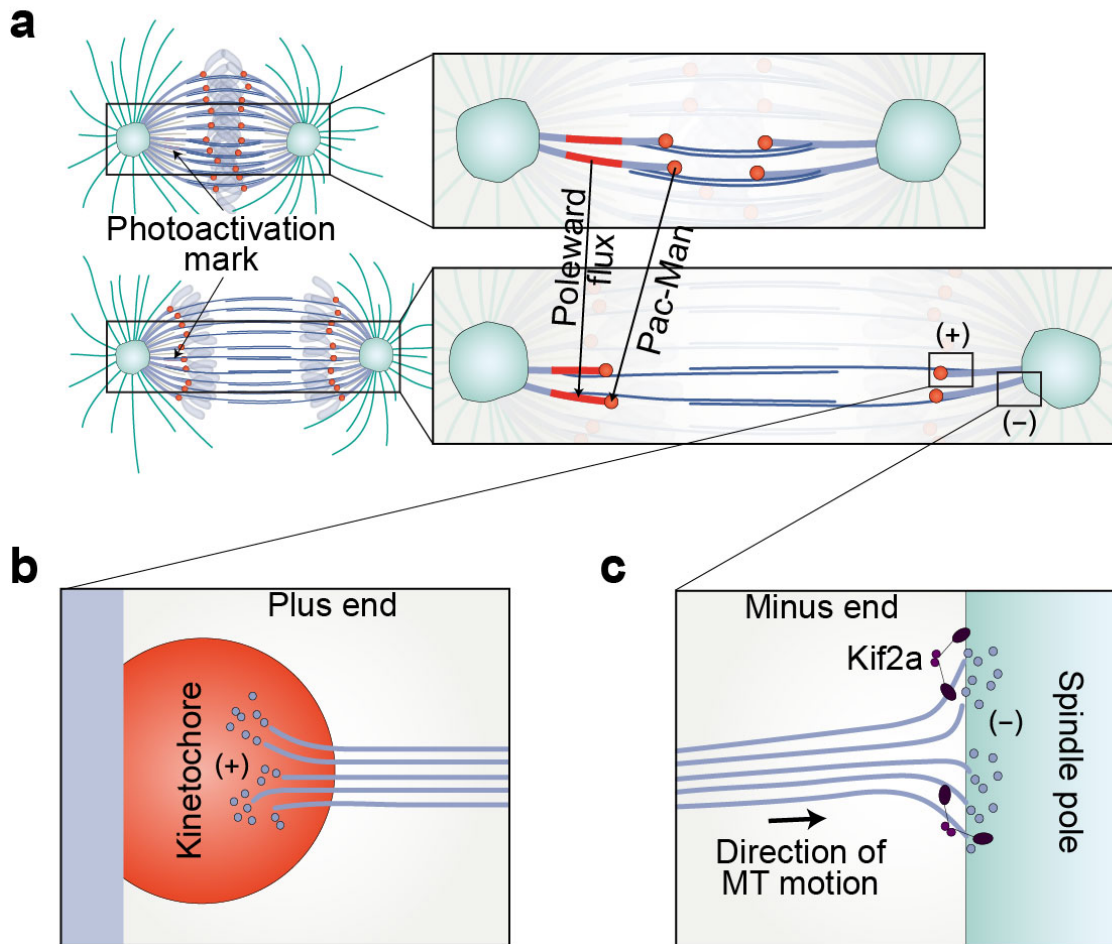 a
Photoactivation
mark
Poleward
flux
Pac-Man
(+)
(–)
b
Plus end
Kinetochore
(+)
c
Minus end
Kif2a
(–)
Spindle pole
Direction of
MT motion